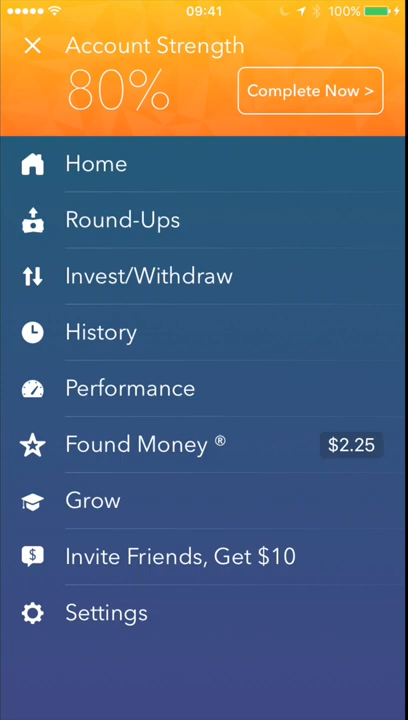 09:41
100%
Account Strength
80%
Complete Now >
Home
Round-Ups
Invest/Withdraw
History
Performance
Found Money ®
$2.25
Grow
$
Invite Friends, Get $10
Settings